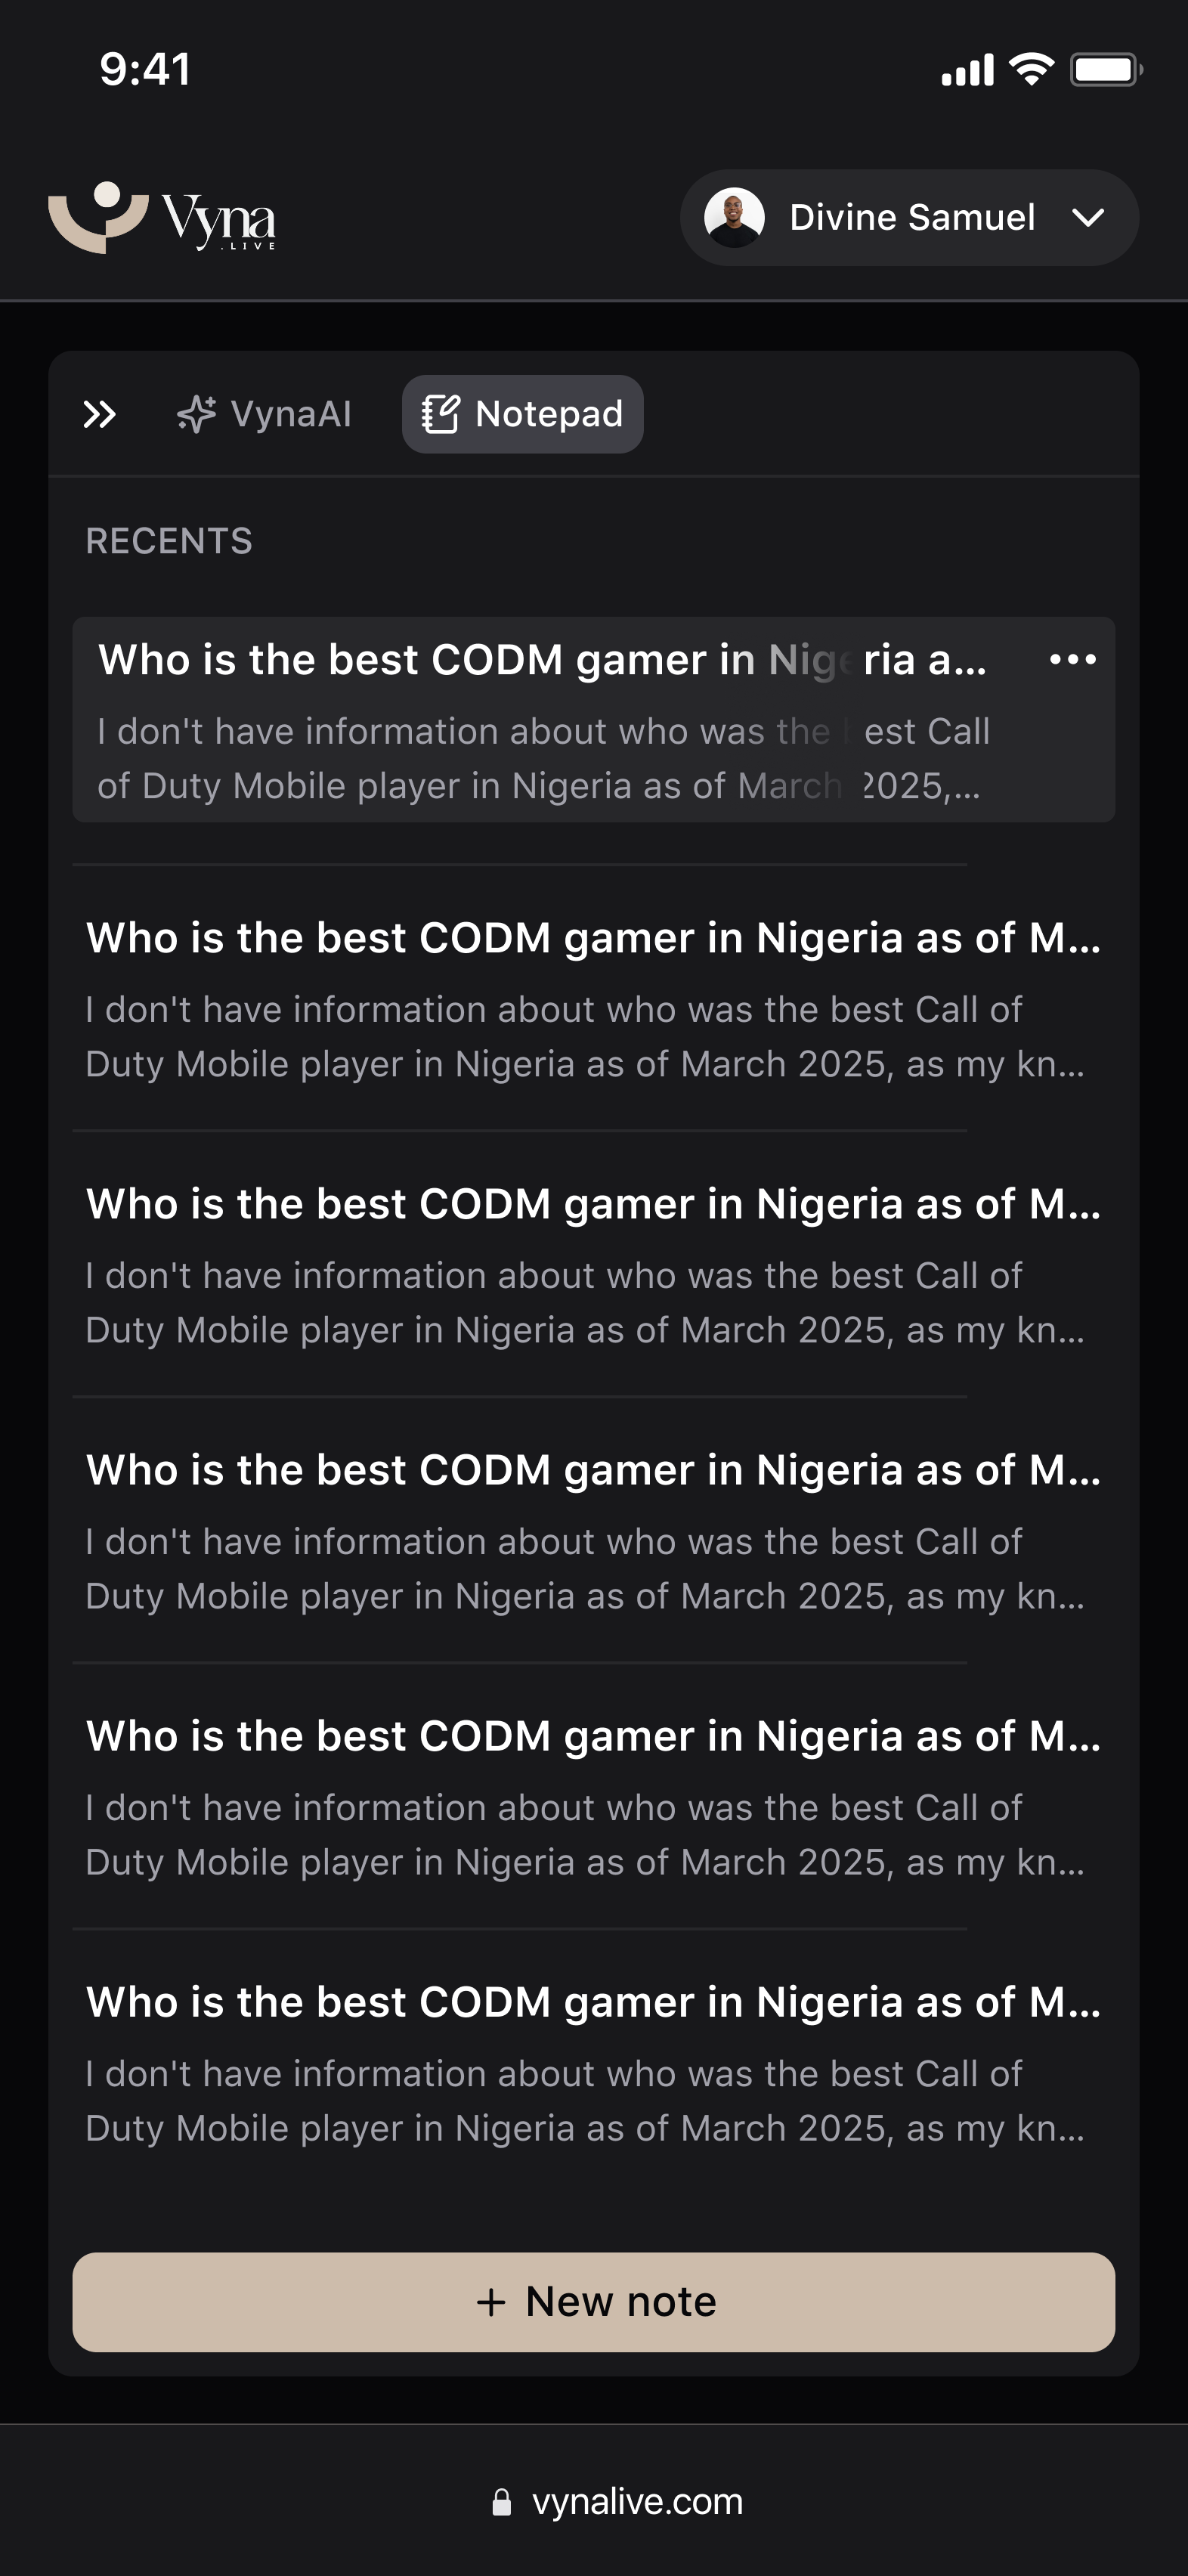 9:41
Vyna
.LIVE
Divine Samuel
VynaAI
Notepad
RECENTS
Who is the best CODM gamer in Nigeria a...
I don't have information about who was the best Call
of Duty Mobile player in Nigeria as of March 2025,...
Who is the best CODM gamer in Nigeria as of M...
I don't have information about who was the best Call of
Duty Mobile player in Nigeria as of March 2025, as my kn...
Who is the best CODM gamer in Nigeria as of M...
I don't have information about who was the best Call of
Duty Mobile player in Nigeria as of March 2025, as my kn...
Who is the best CODM gamer in Nigeria as of M...
I don't have information about who was the best Call of
Duty Mobile player in Nigeria as of March 2025, as my kn...
Who is the best CODM gamer in Nigeria as of M...
I don't have information about who was the best Call of
Duty Mobile player in Nigeria as of March 2025, as my kn...
Who is the best CODM gamer in Nigeria as of M...
I don't have information about who was the best Call of
Duty Mobile player in Nigeria as of March 2025, as my kn...
+ New note
vynalive.com